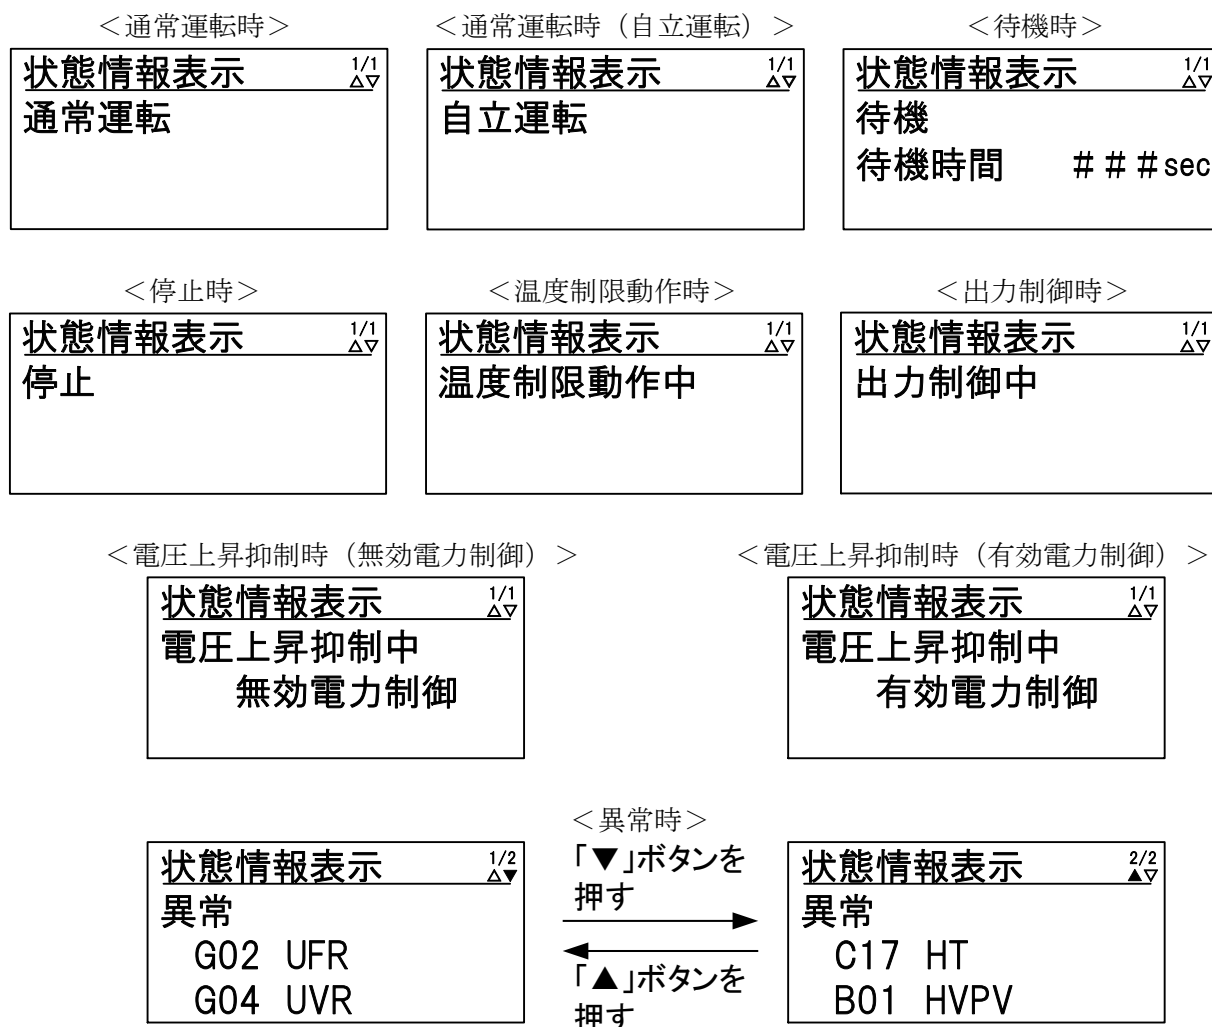 ＜通常運転時＞
状態情報表示 1/1
△▽
通常運転
＜通常運転時（自立運転）＞
状態情報表示 1/1
△▽
自立運転
＜待機時＞
状態情報表示 1/1
△▽
待機
待機時間 ＃＃＃sec
＜停止時＞
状態情報表示 1/1
△▽
停止
＜温度制限動作時＞
状態情報表示 1/1
△▽
温度制限動作中
＜出力制御時＞
状態情報表示 1/1
△▽
出力制御中
＜電圧上昇抑制時（無効電力制御）＞
状態情報表示 1/1
△▽
電圧上昇抑制中
無効電力制御
＜電圧上昇抑制時（有効電力制御）＞
状態情報表示 1/1
△▽
電圧上昇抑制中
有効電力制御
＜異常時＞
状態情報表示 1/2
△▼
異常
G02 UFR
G04 UVR
「▼」ボタンを
押す
「▲」ボタンを
押す
状態情報表示 2/2
▲▽
異常
C17 HT
B01 HVPV